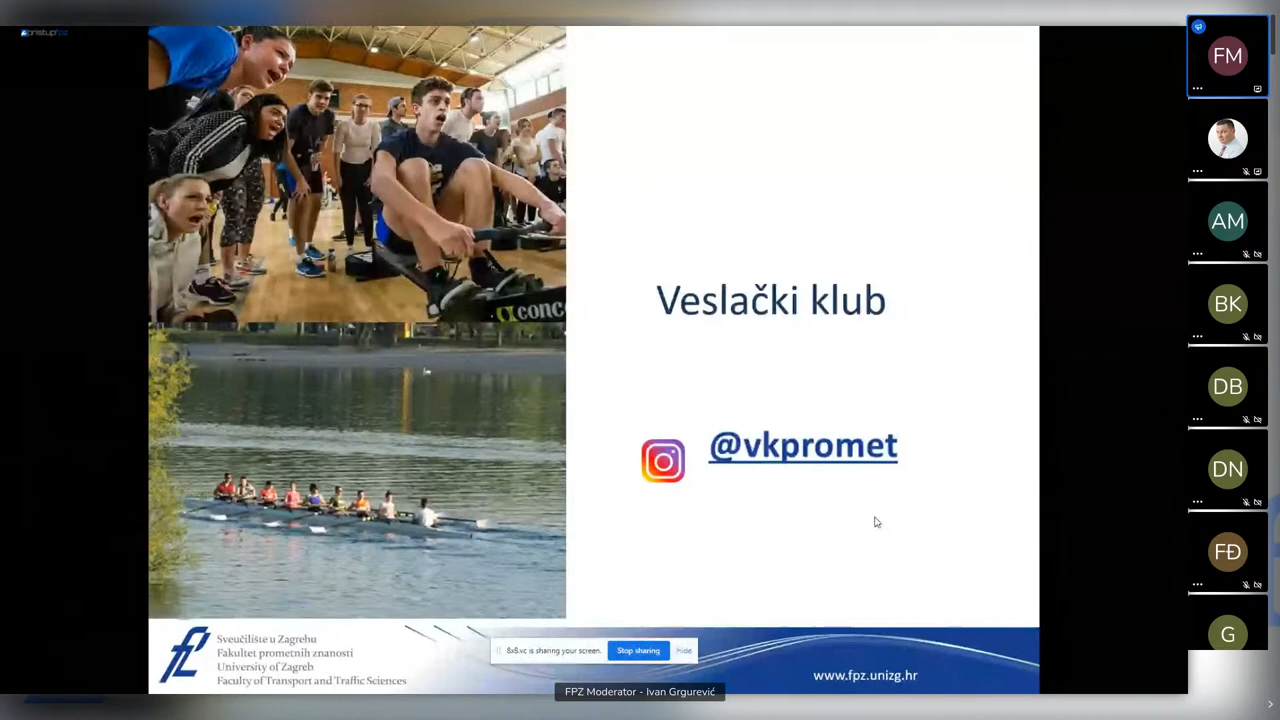 pristupfpz
FM
AM
BK
DB
DN
FĐ
G
Veslački klub
@vkpromet
Sveučilište u Zagrebu
Fakultet prometnih znanosti
University of Zagreb
Faculty of Transport and Traffic Sciences
8x8.vc is sharing your screen.
Stop sharing
Hide
www.fpz.unizg.hr
FPZ Moderator - Ivan Grgurević